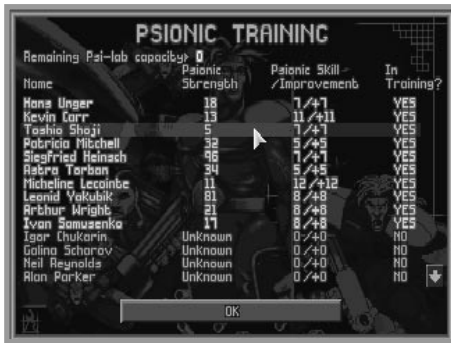 PSIONIC TRAINING
Remaining Psi-lab capacity> 0
Name Psionic Strength Psionic Skill /Improvement In Training?
Hans Unger 18 7/+7 YES
Kevin Carr 13 11/+11 YES
Toshio Shoji 5 7/+7 YES
Patricia Mitchell 32 5/+5 YES
Siegfried Heinsch 96 7/+7 YES
Astra Torban 34 5/+5 YES
Micheline Lecointe 11 12/+12 YES
Leonid Yakubik 81 8/+8 YES
Arthur Wright 21 8/+8 YES
Ivan Samusenko 17 8/+8 YES
Igor Chukarin Unknown 0/+0 NO
Galina Scharov Unknown 0/+0 NO
Neil Reynolds Unknown 0/+0 NO
Alan Parker Unknown 0/+0 NO
OK